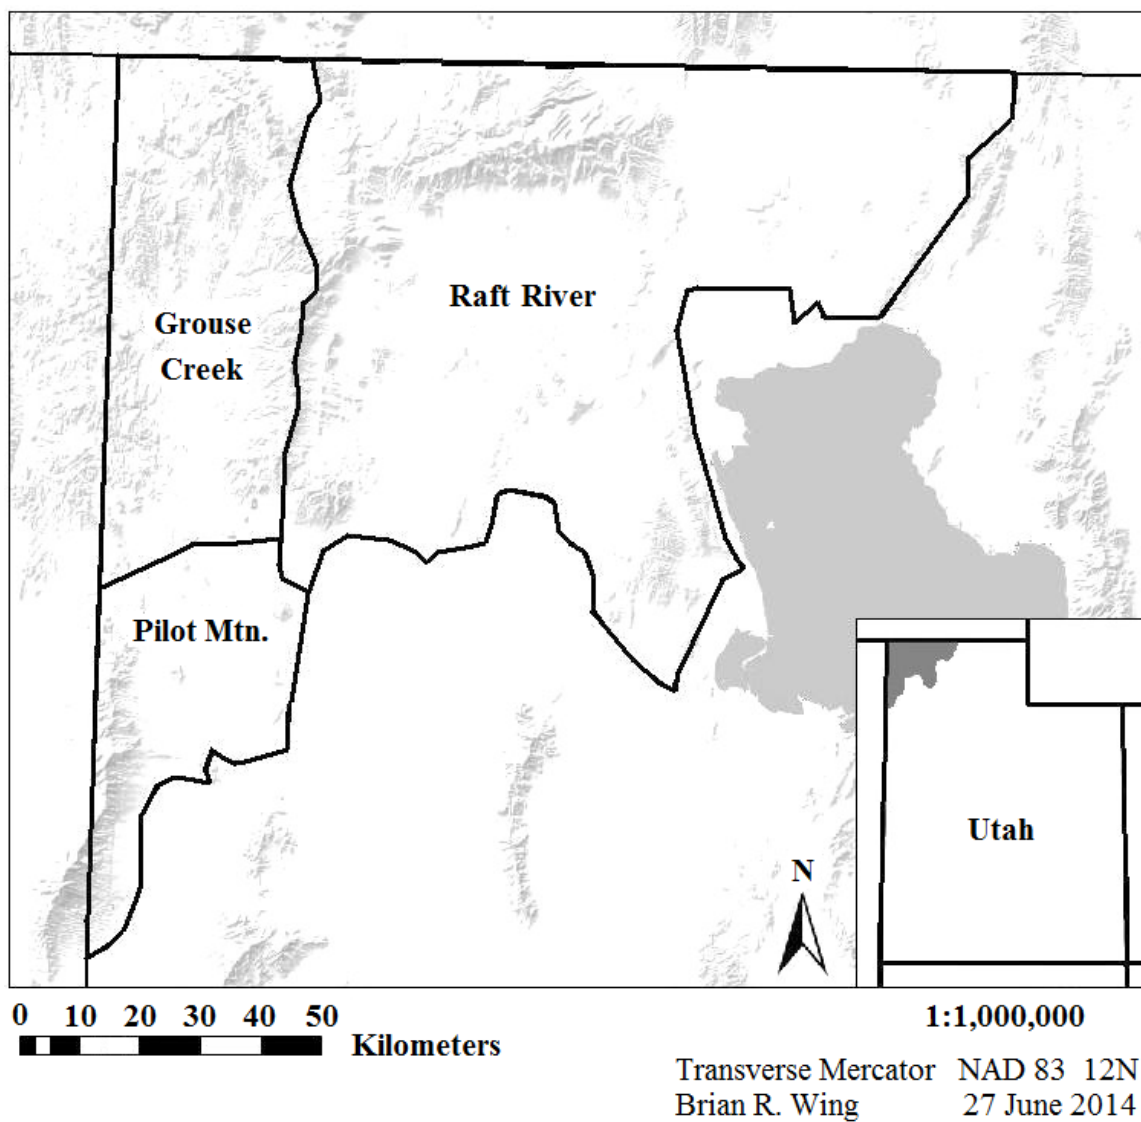 Raft River
Grouse
Creek
Pilot Mtn.
Utah
N
0 10 20 30 40 50
Kilometers
1:1,000,000
Transverse Mercator NAD 83 12N
Brian R. Wing 27 June 2014